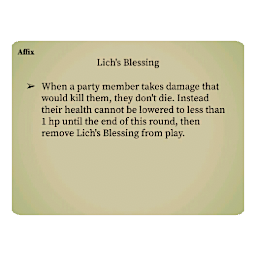 Affix
Lich's Blessing
➢ When a party member takes damage that
would kill them, they don't die. Instead
their health cannot be lowered to less than
1 hp until the end of this round, then
remove Lich's Blessing from play.